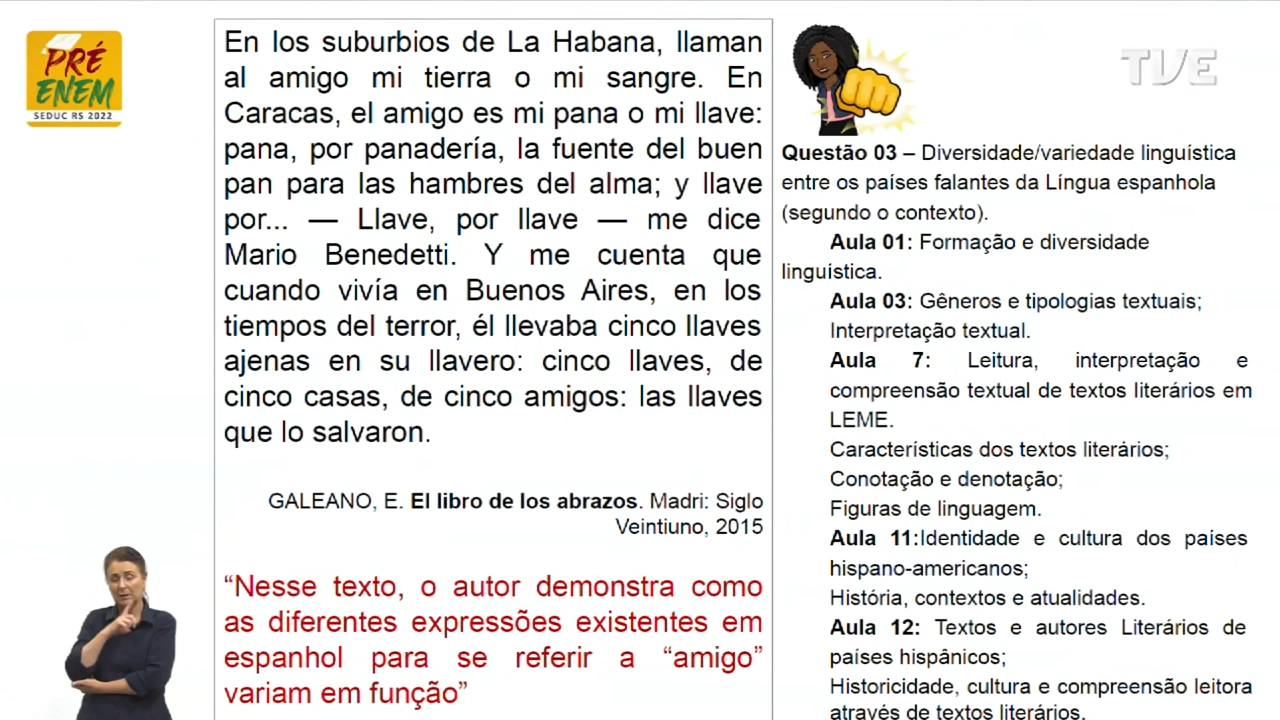 PRÉ
ENEM
SEDUC RS 2022
En los suburbios de La Habana, llaman
al amigo mi tierra o mi sangre. En
Caracas, el amigo es mi pana o mi llave:
pana, por panadería, la fuente del buen
pan para las hambres del alma; y llave
por... — Llave, por llave — me dice
Mario Benedetti. Y me cuenta que
cuando vivía en Buenos Aires, en los
tiempos del terror, él llevaba cinco llaves
ajenas en su llavero: cinco llaves, de
cinco casas, de cinco amigos: las llaves
que lo salvaron.
GALEANO, E. El libro de los abrazos. Madri: Siglo
Veintiuno, 2015
“Nesse texto, o autor demonstra como
as diferentes expressões existentes em
espanhol para se referir a “amigo”
variam em função”
TVE
Questão 03 – Diversidade/variedade linguística
entre os países falantes da Língua espanhola
(segundo o contexto).
Aula 01: Formação e diversidade
linguística.
Aula 03: Gêneros e tipologias textuais;
Interpretação textual.
Aula 7: Leitura, interpretação e
compreensão textual de textos literários em
LEME.
Características dos textos literários;
Conotação e denotação;
Figuras de linguagem.
Aula 11:Identidade e cultura dos países
hispano-americanos;
História, contextos e atualidades.
Aula 12: Textos e autores Literários de
países hispânicos;
Historicidade, cultura e compreensão leitora
através de textos literários.